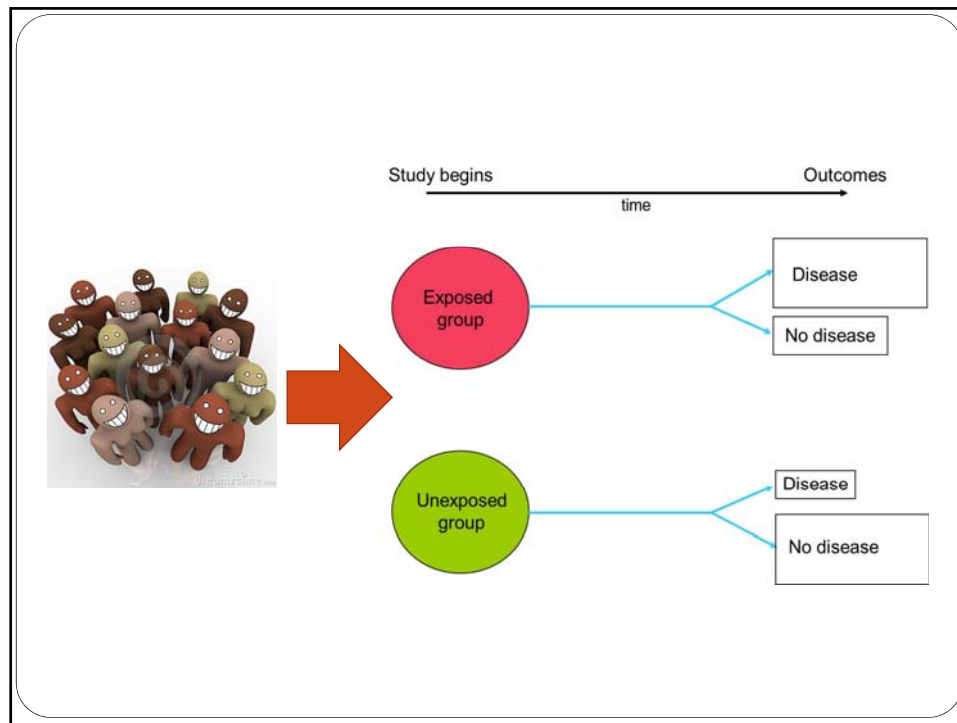 Study begins
Outcomes
time
Exposed
group
Disease
No disease
Unexposed
group
Disease
No disease